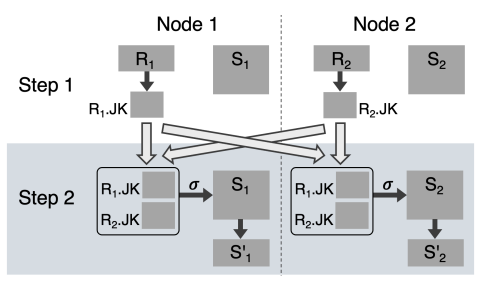 Node 1 Node 2
Step 1
R₁ S₁ R₂ S₂
R₁.JK R₂.JK
Step 2
R₁.JK σ S₁ R₁.JK σ S₂
R₂.JK R₂.JK
S'₁ S'₂